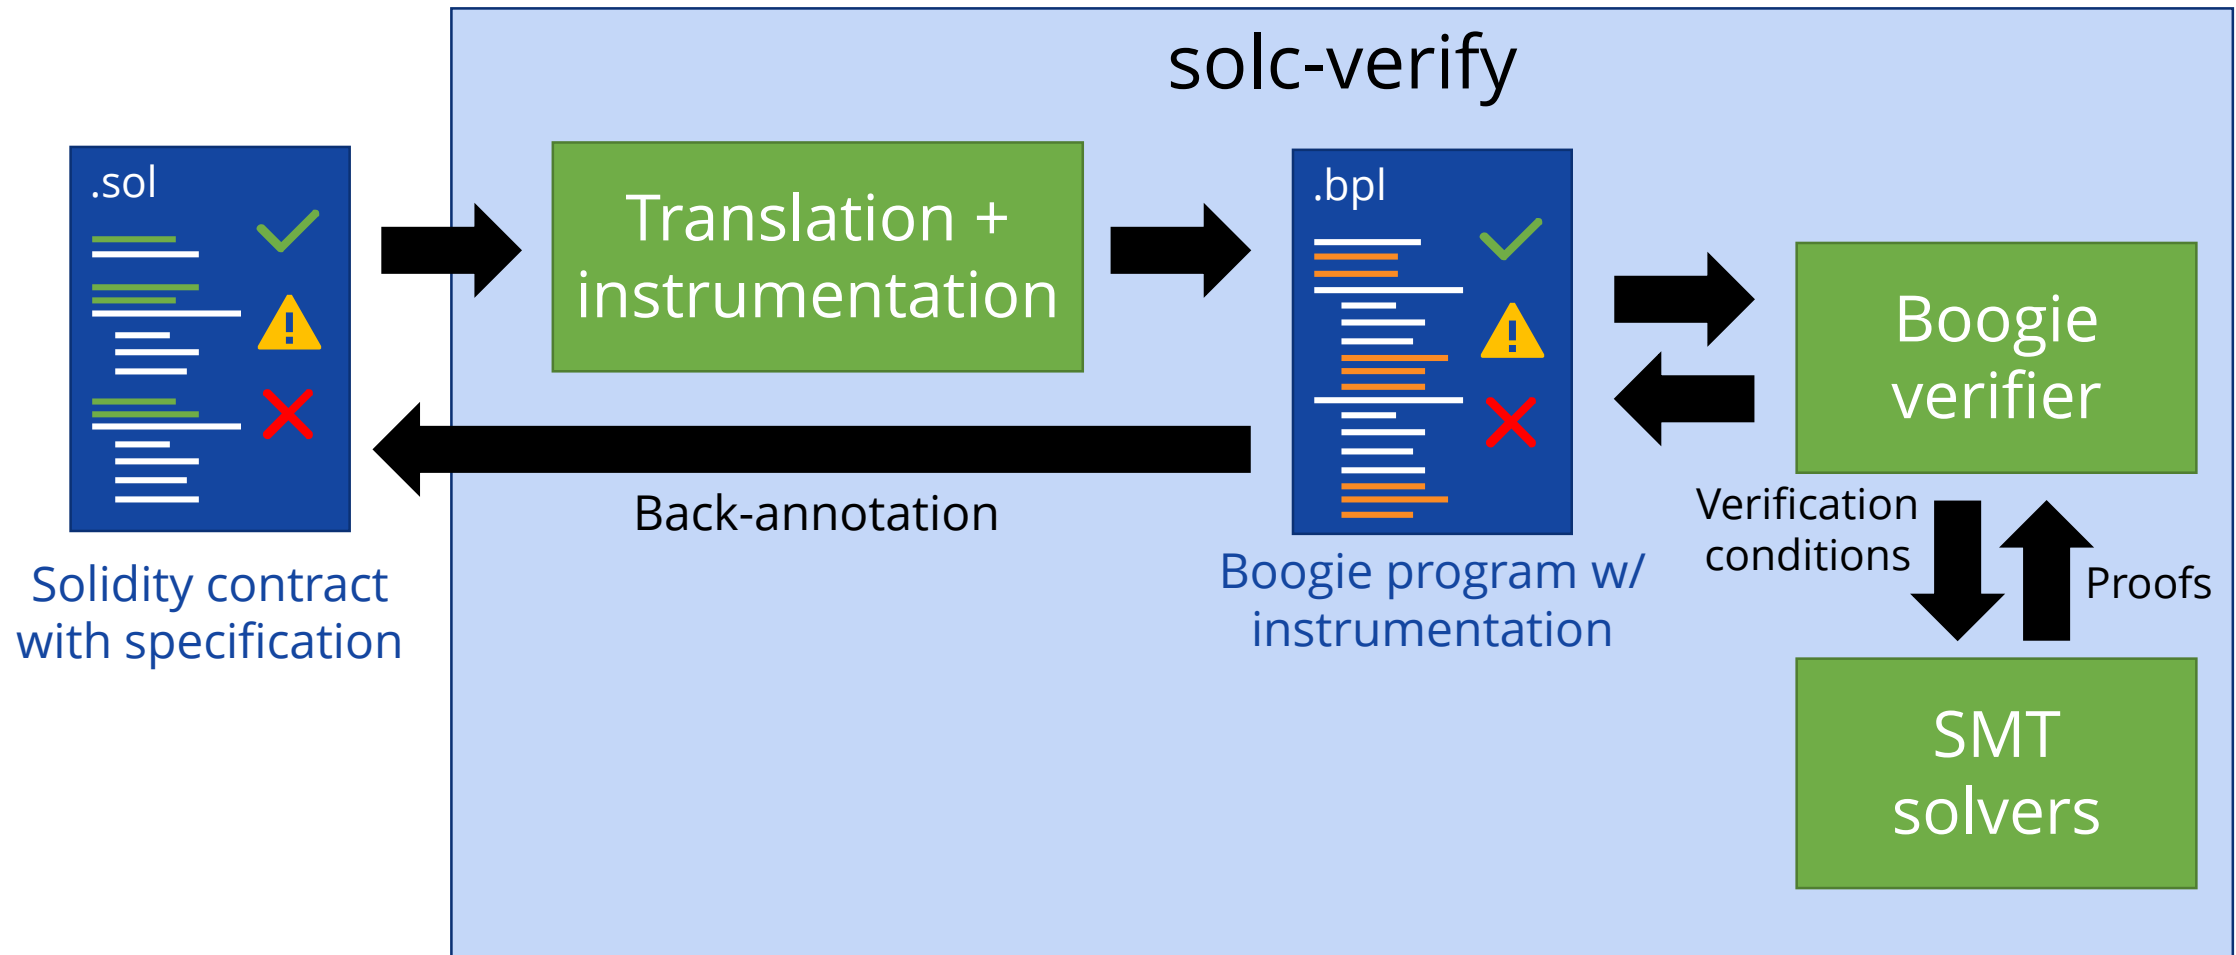 solc-verify
.sol
Translation +
instrumentation
.bpl
Boogie
verifier
Back-annotation
Verification
conditions
Proofs
Solidity contract
with specification
Boogie program w/
instrumentation
SMT
solvers